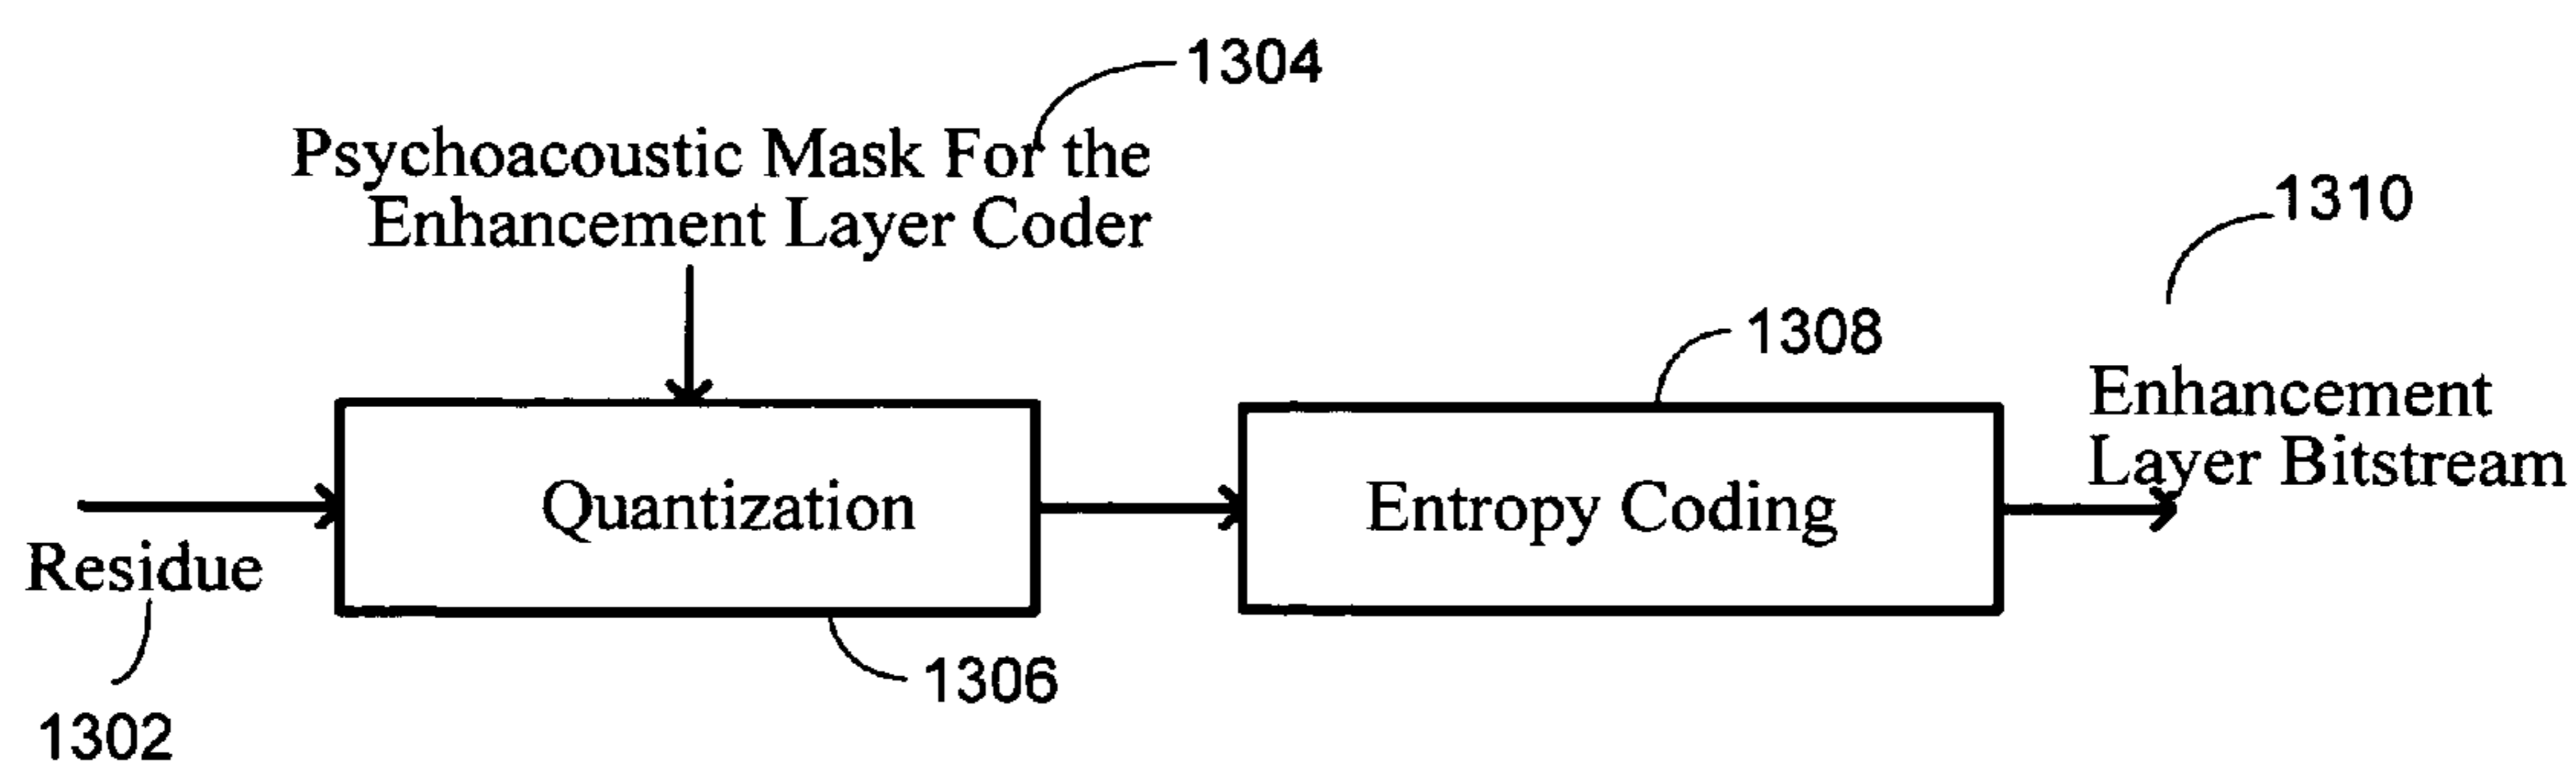 1304
Psychoacoustic Mask For the
Enhancement Layer Coder
1310
1308
Enhancement
Layer Bitstream
Quantization
Entropy Coding
Residue
1306
1302